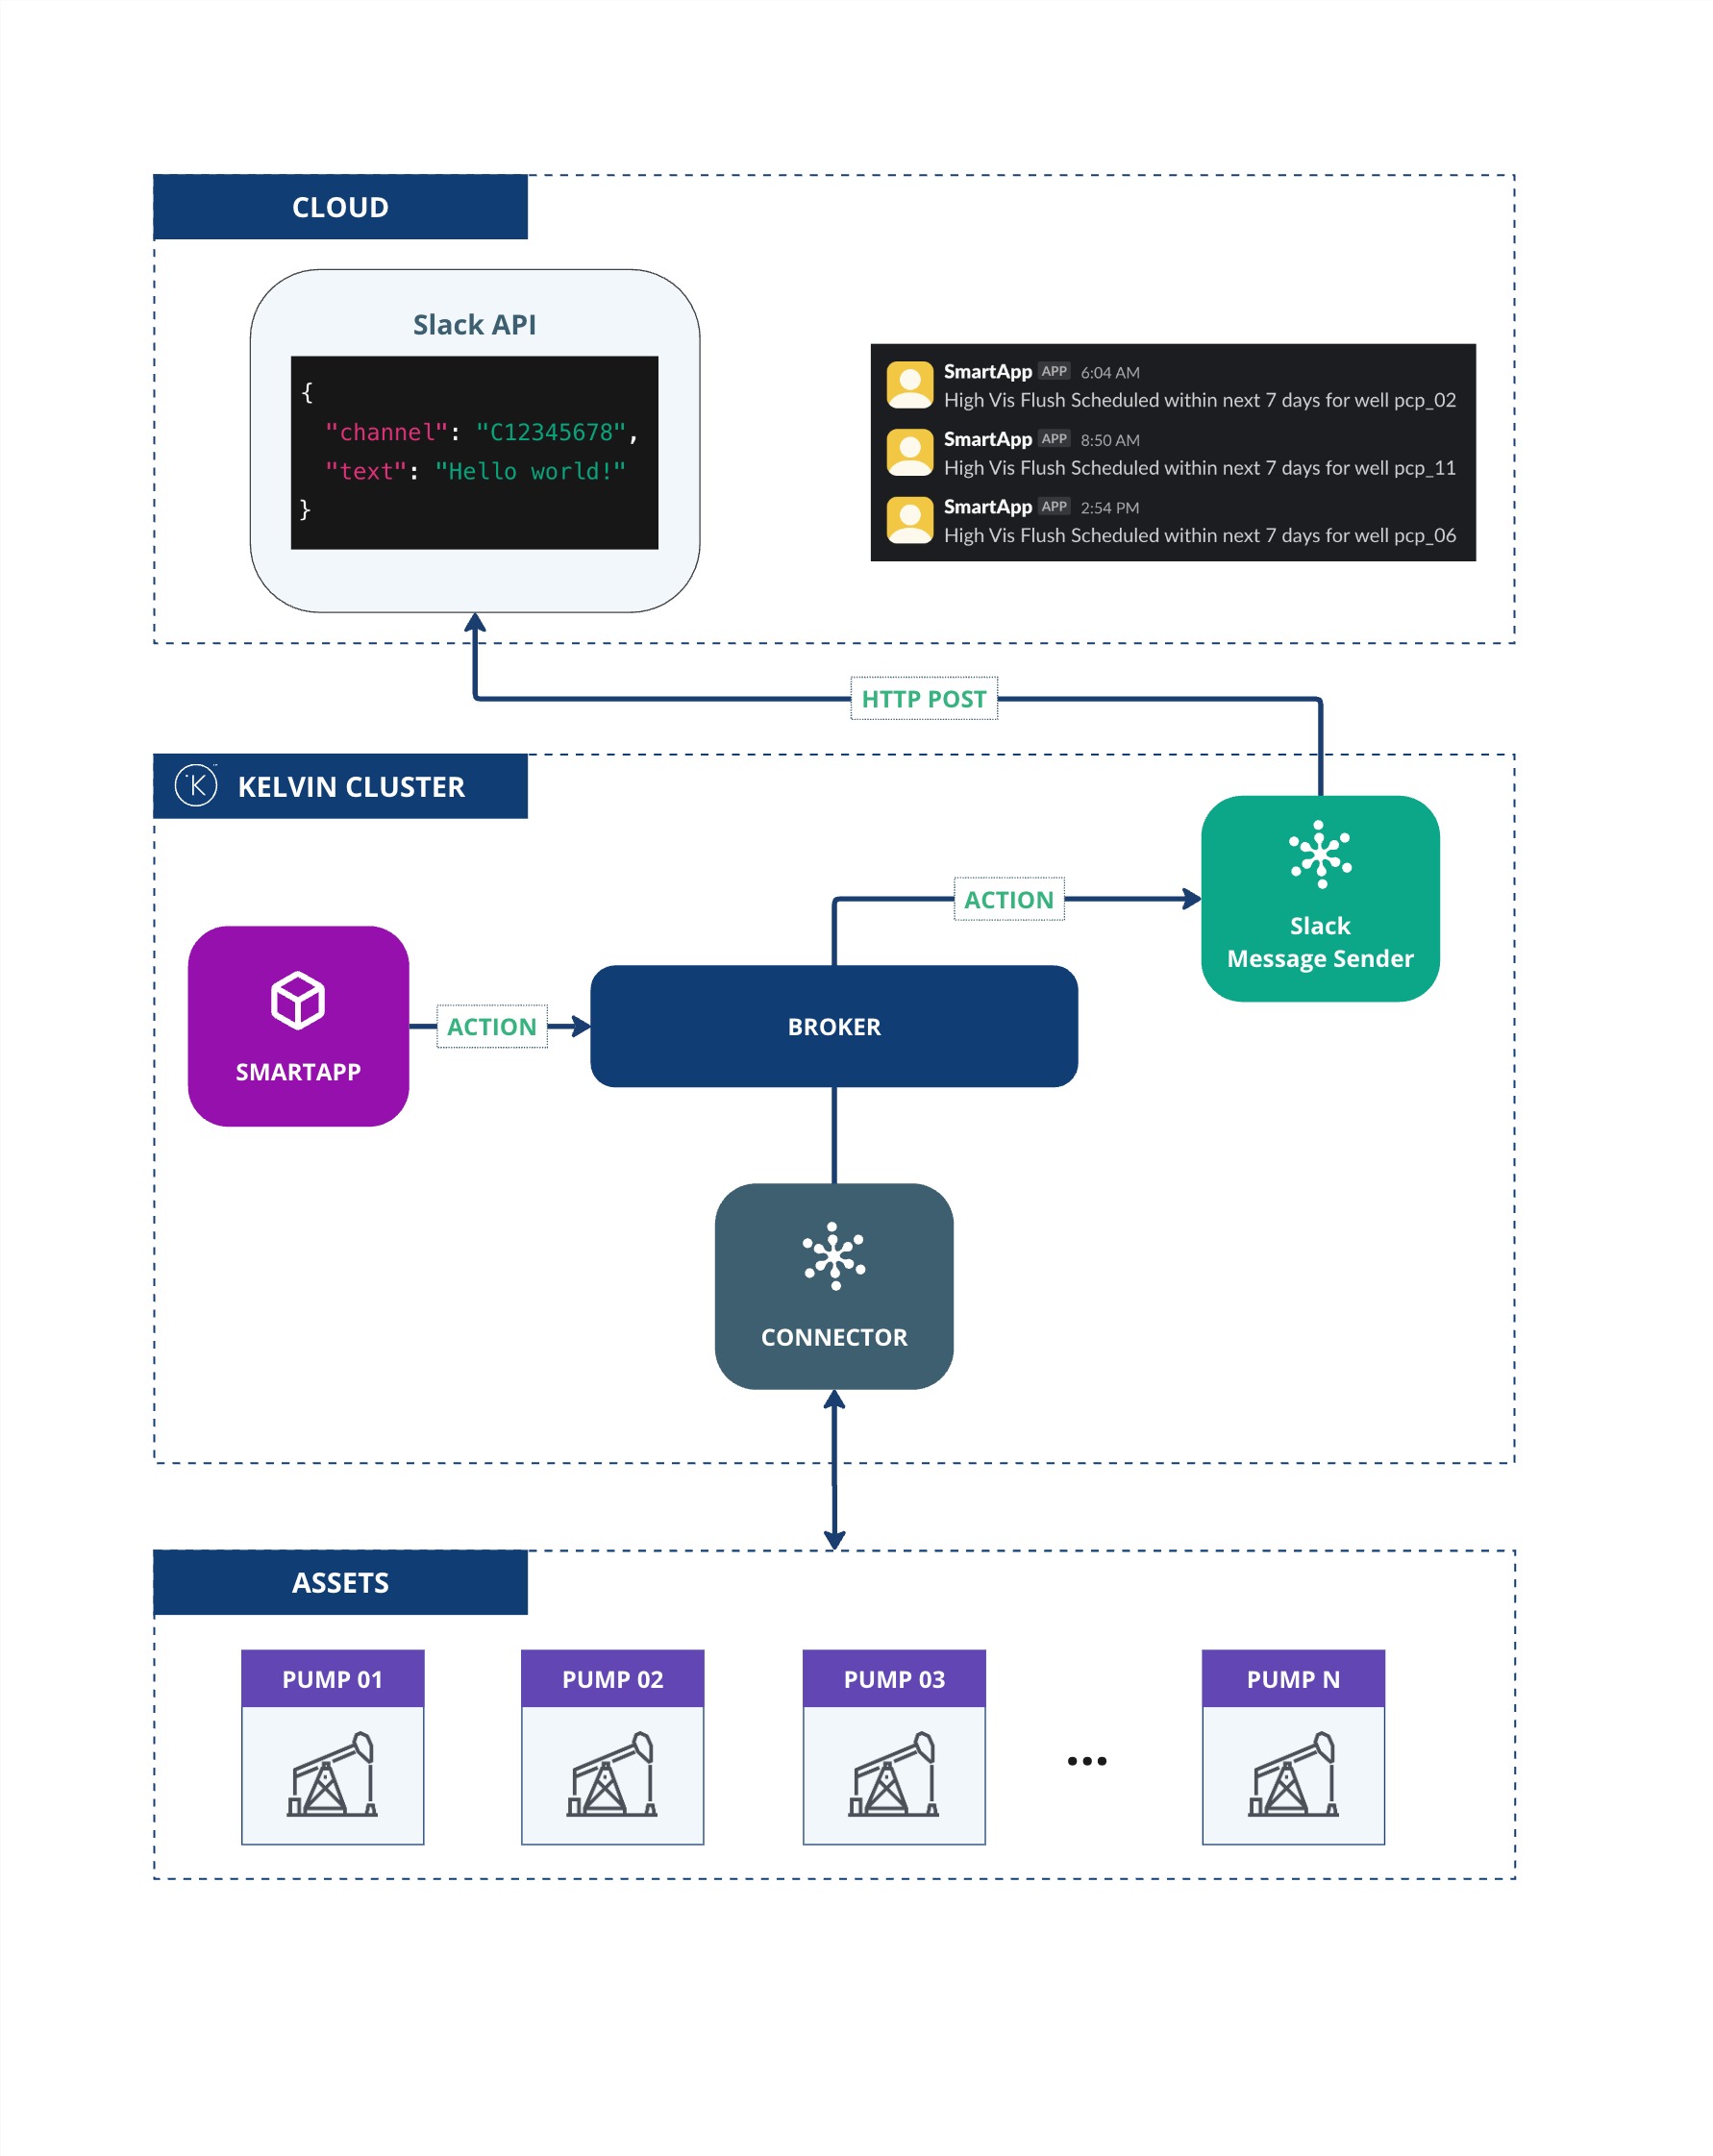 CLOUD
Slack API
{
"channel": "C12345678",
"text": "Hello world!"
}
SmartApp APP 6:04 AM
High Vis Flush Scheduled within next 7 days for well pcp_02
SmartApp APP 8:50 AM
High Vis Flush Scheduled within next 7 days for well pcp_11
SmartApp APP 2:54 PM
High Vis Flush Scheduled within next 7 days for well pcp_06
HTTP POST
K KELVIN CLUSTER
Slack
Message Sender
ACTION
SMARTAPP
ACTION
BROKER
CONNECTOR
ASSETS
PUMP 01
PUMP 02
PUMP 03
...
PUMP N